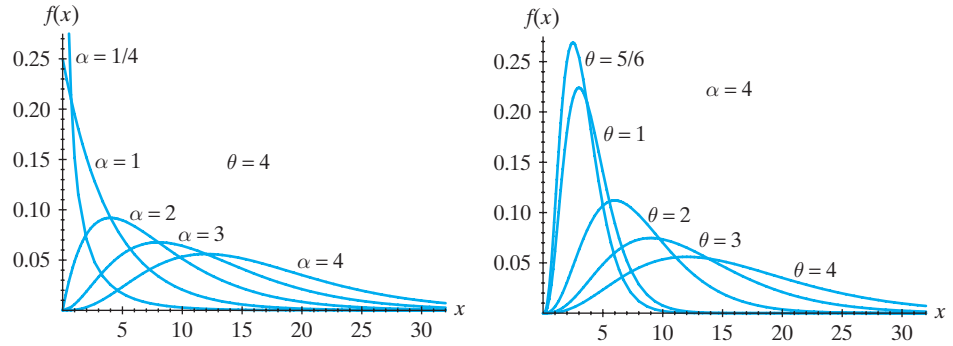 f(x)
0.25
0.20
0.15
0.10
0.05
α = 1/4
α = 1
θ = 4
α = 2
α = 3
α = 4
5 10 15 20 25 30 x
f(x)
0.25
0.20
0.15
0.10
0.05
θ = 5/6
α = 4
θ = 1
θ = 2
θ = 3
θ = 4
5 10 15 20 25 30 x